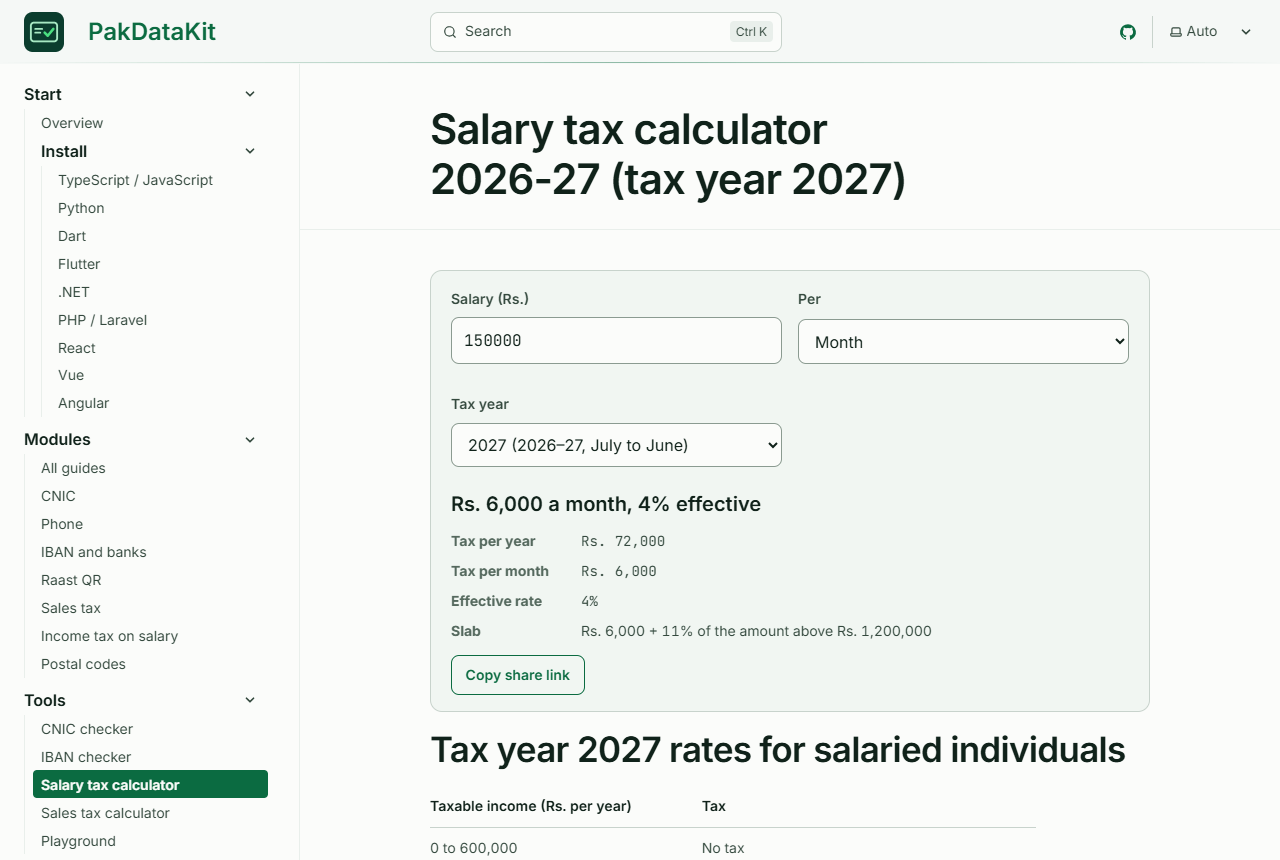 PakDataKit
Search
Ctrl K
Auto
Start
Overview
Install
TypeScript / JavaScript
Python
Dart
Flutter
.NET
PHP / Laravel
React
Vue
Angular
Modules
All guides
CNIC
Phone
IBAN and banks
Raast QR
Sales tax
Income tax on salary
Postal codes
Tools
CNIC checker
IBAN checker
Salary tax calculator
Sales tax calculator
Playground
Salary tax calculator
2026-27 (tax year 2027)
Salary (Rs.)
Per
150000
Month
Tax year
2027 (2026–27, July to June)
Rs. 6,000 a month, 4% effective
Tax per year Rs. 72,000
Tax per month Rs. 6,000
Effective rate 4%
Slab Rs. 6,000 + 11% of the amount above Rs. 1,200,000
Copy share link
Tax year 2027 rates for salaried individuals
Taxable income (Rs. per year) Tax
0 to 600,000 No tax